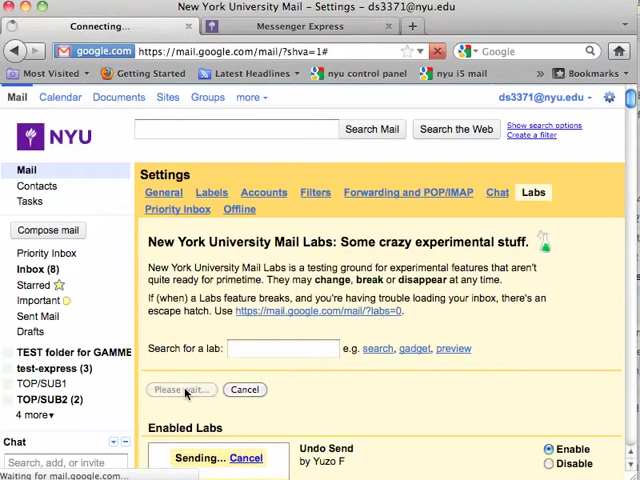 New York University Mail - ds3371@nyu.edu
Connecting...
Messenger Express
google.com https://mail.google.com/mail/?shva=1#
Google
Most Visited
Getting Started
Latest Headlines
nyu control panel
nyu i5 mail
»
Bookmarks
Mail Calendar Documents Sites Groups more
ds3371@nyu.edu
NYU
Search Mail
Search the Web
Show search options
Create a filter
Mail
Contacts
Tasks
Compose mail
Priority Inbox
Inbox (8)
Starred
Important
Sent Mail
Drafts
TEST folder for GAMME
test-express (3)
TOP/SUB1
TOP/SUB2 (2)
4 more
Chat
Search, add, or invite
Settings
General Labels Accounts Filters Forwarding and POP/IMAP Chat Labs
Priority Inbox Offline
New York University Mail Labs: Some crazy experimental stuff.
New York University Mail Labs is a testing ground for experimental features that aren't
quite ready for primetime. They may change, break or disappear at any time.
If (when) a Labs feature breaks, and you're having trouble loading your inbox, there's an
escape hatch. Use https://mail.google.com/mail/?labs=0.
Search for a lab:
e.g. search, gadget, preview
Please wait...
Cancel
Enabled Labs
Sending... Cancel
Undo Send
by Yuzo F
Enable
Disable
Waiting for mail.google.com...